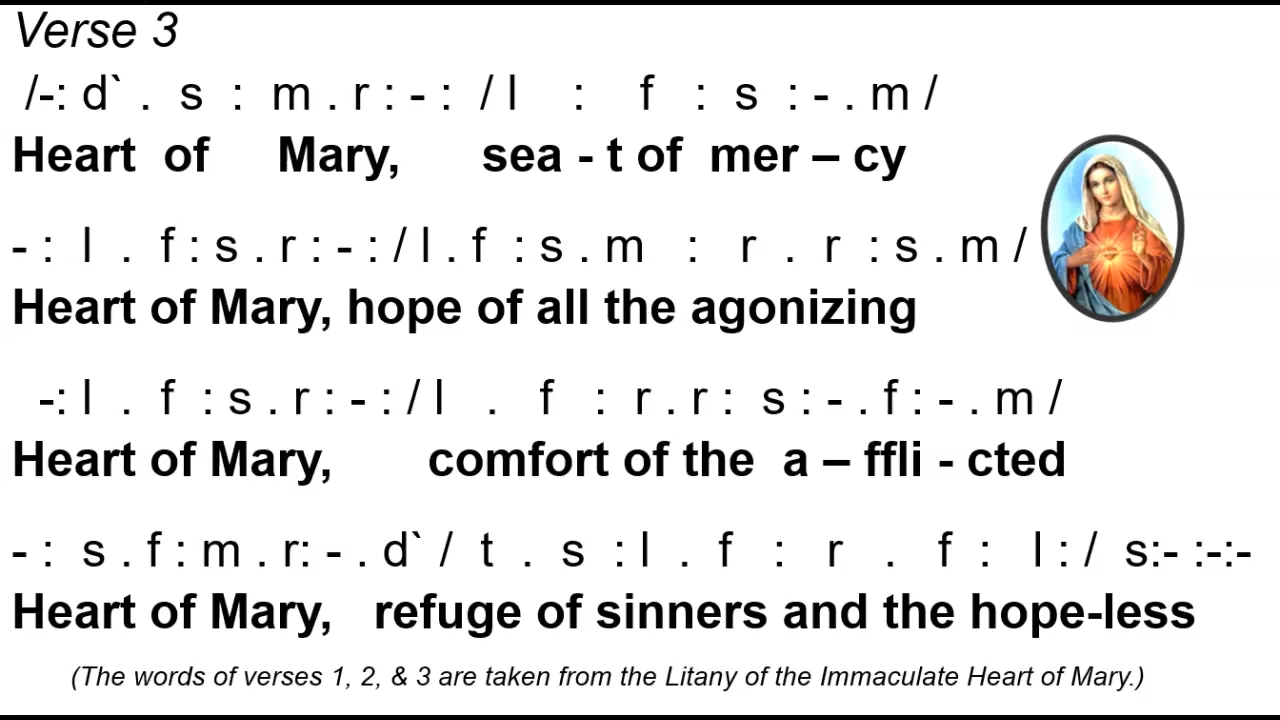 Verse 3
/-: d` . s : m . r : - : / l : f : s : - . m /
Heart of Mary, sea - t of mer – cy
- : l . f : s . r : - : / l . f : s . m : r . r : s . m /
Heart of Mary, hope of all the agonizing
-: l . f : s . r : - : / l . f : r . r : s : - . f : - . m /
Heart of Mary, comfort of the a – ffli - cted
- : s . f : m . r: - . d` / t . s : l . f : r . f : l : / s:- :-:-
Heart of Mary, refuge of sinners and the hope-less
(The words of verses 1, 2, & 3 are taken from the Litany of the Immaculate Heart of Mary.)